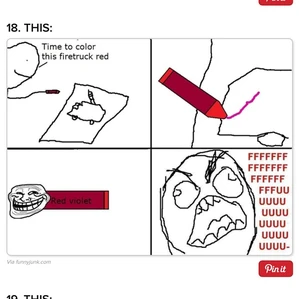 18. THIS:
Time to color
this firetruck red
Red violet
FFFFFFF
FFFFFFF
FFFFFF
FFFUU
UUUU
UUUU
UUUU
UUUU
UUUU-
Via funnyjunk.com
Pin it
19. THIS: